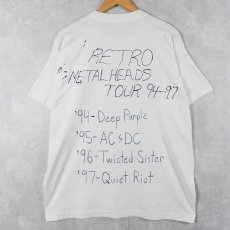 RETRO
METALHEADS
TOUR 94-97
'94-Deep Purple
'95-AC⚡DC
'96-Twisted Sister
'97-Quiet Riot